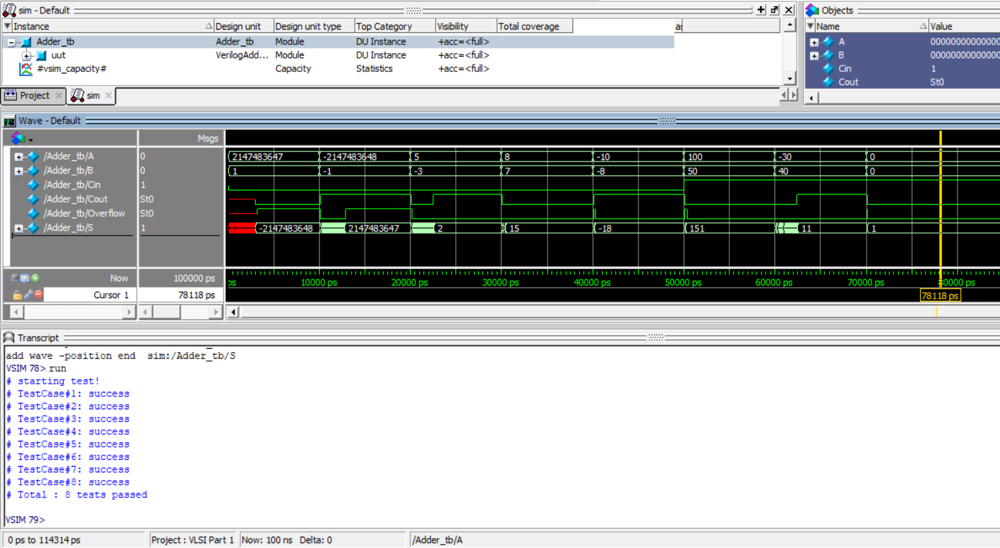 sim - Default
Instance Design unit Design unit type Top Category Visibility Total coverage
Adder_tb Adder_tb Module DU Instance +acc=<full>
uut VerilogAdd... Module DU Instance +acc=<full>
#vsim_capacity# Capacity Statistics +acc=<full>
Project sim
Objects
Name Value
A 0000000000000
B 0000000000000
Cin 1
Cout St0
Wave - Default
Msgs
/Adder_tb/A 0 2147483647 -2147483648 5 8 -10 100 -30 0
/Adder_tb/B 0 1 -1 -3 7 -8 50 40 0
/Adder_tb/Cin 1
/Adder_tb/Cout St0
/Adder_tb/Overflow St0
/Adder_tb/S 1 -2147483648 2147483647 2 15 -18 151 11 1
Now 100000 ps ps 10000 ps 20000 ps 30000 ps 40000 ps 50000 ps 60000 ps 70000 ps 80000 ps
Cursor 1 78118 ps 78118 ps
Transcript
add wave -position end sim:/Adder_tb/S
VSIM 78> run
# starting test!
# TestCase#1: success
# TestCase#2: success
# TestCase#3: success
# TestCase#4: success
# TestCase#5: success
# TestCase#6: success
# TestCase#7: success
# TestCase#8: success
# Total : 8 tests passed
VSIM 79>
0 ps to 114314 ps Project : VLSI Part 1 Now: 100 ns Delta: 0 /Adder_tb/A